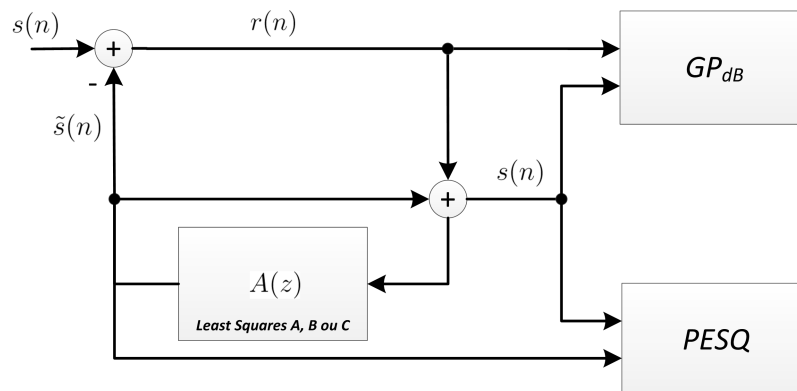 s(n)
r(n)
+
-
GP_dB
s̃(n)
s(n)
+
A(z)
Least Squares A, B ou C
PESQ